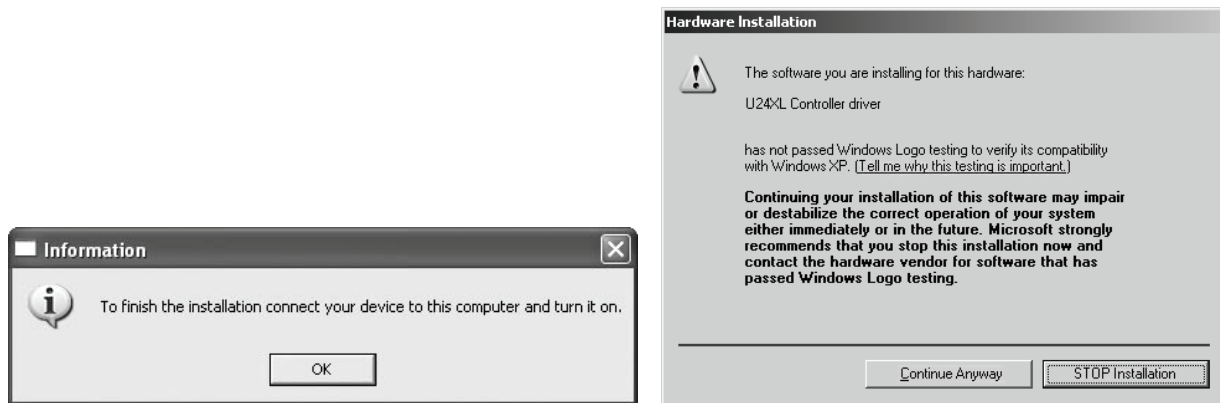 Information
To finish the installation connect your device to this computer and turn it on.
OK
Hardware Installation
The software you are installing for this hardware:
U24XL Controller driver
has not passed Windows Logo testing to verify its compatibility
with Windows XP. (Tell me why this testing is important.)
Continuing your installation of this software may impair
or destabilize the correct operation of your system
either immediately or in the future. Microsoft strongly
recommends that you stop this installation now and
contact the hardware vendor for software that has
passed Windows Logo testing.
Continue Anyway
STOP Installation